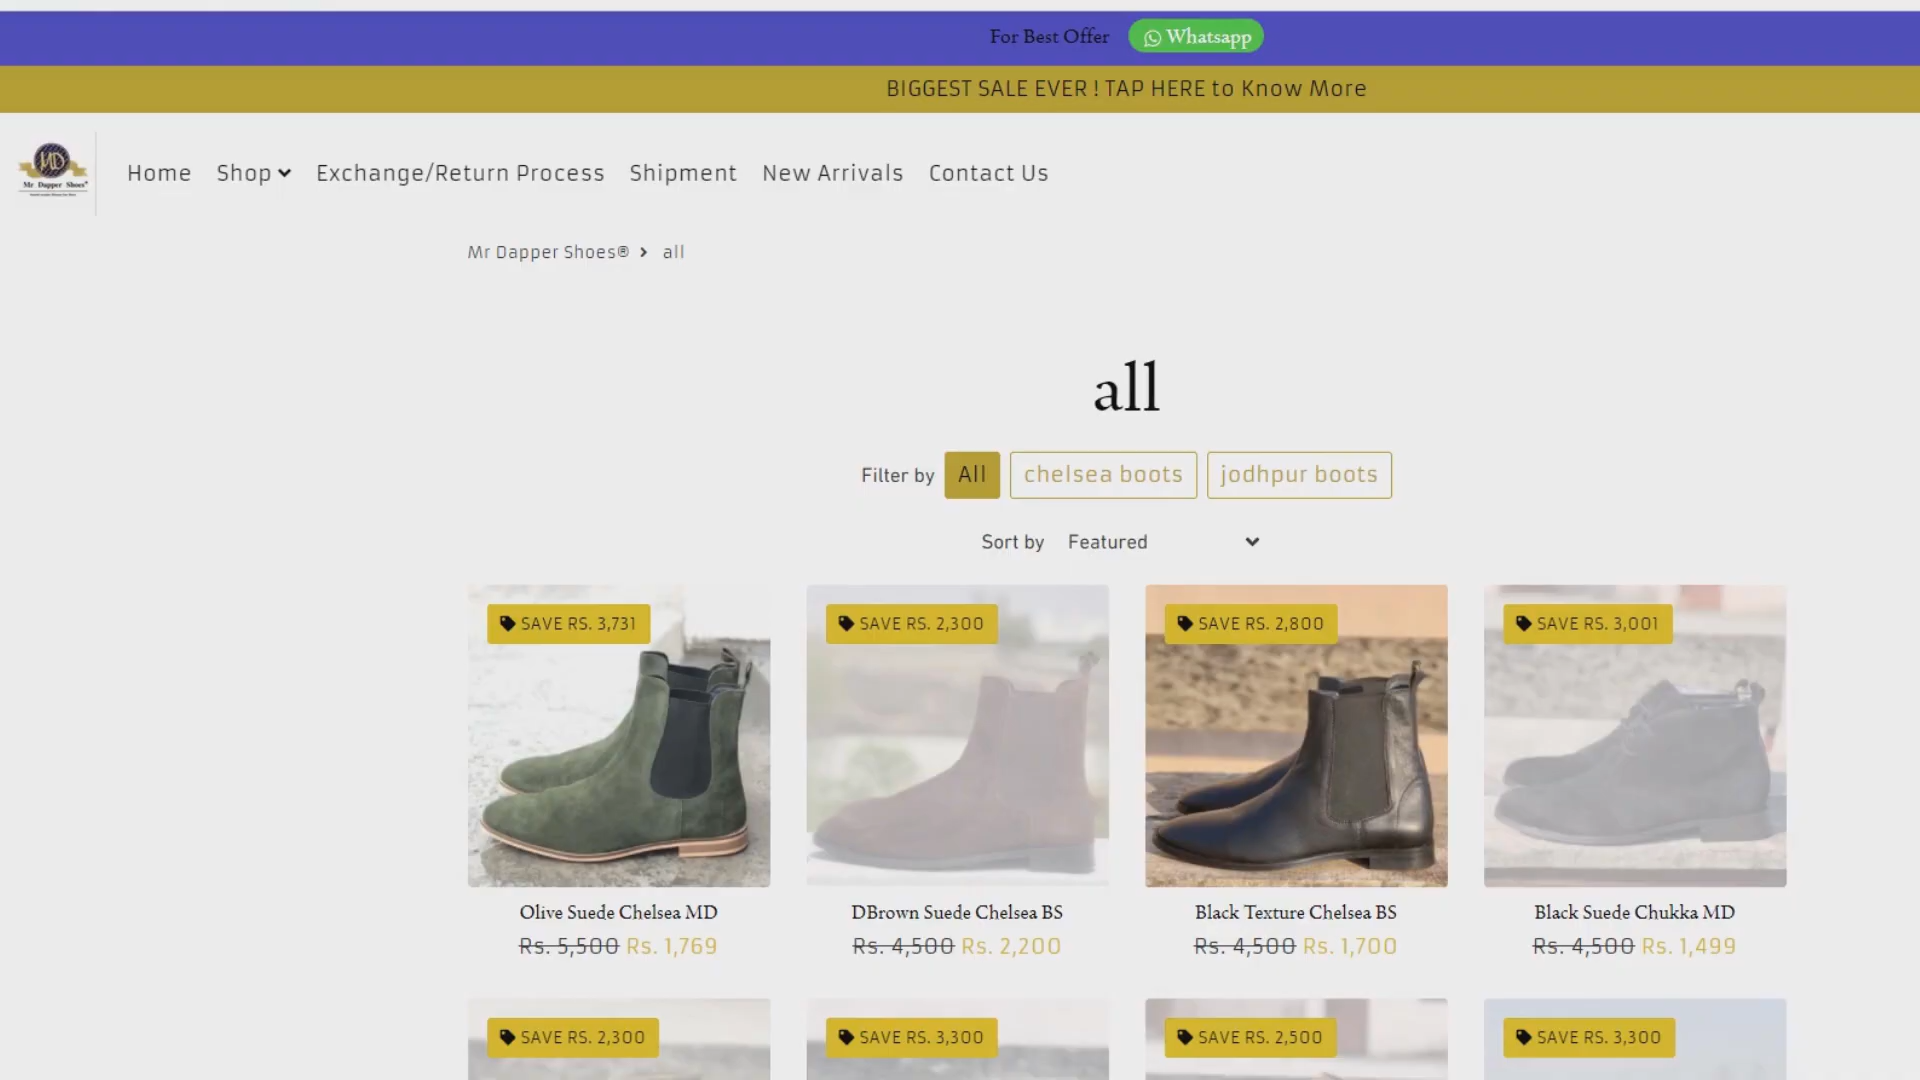 For Best Offer Whatsapp
BIGGEST SALE EVER ! TAP HERE to Know More
MD
Mr Dapper Shoes®
Home Shop Exchange/Return Process Shipment New Arrivals Contact Us
Mr Dapper Shoes® > all
all
Filter by All chelsea boots jodhpur boots
Sort by Featured
SAVE RS. 3,731 SAVE RS. 2,300 SAVE RS. 2,800 SAVE RS. 3,001
Olive Suede Chelsea MD DBrown Suede Chelsea BS Black Texture Chelsea BS Black Suede Chukka MD
Rs. 5,500 Rs. 1,769 Rs. 4,500 Rs. 2,200 Rs. 4,500 Rs. 1,700 Rs. 4,500 Rs. 1,499
SAVE RS. 2,300 SAVE RS. 3,300 SAVE RS. 2,500 SAVE RS. 3,300